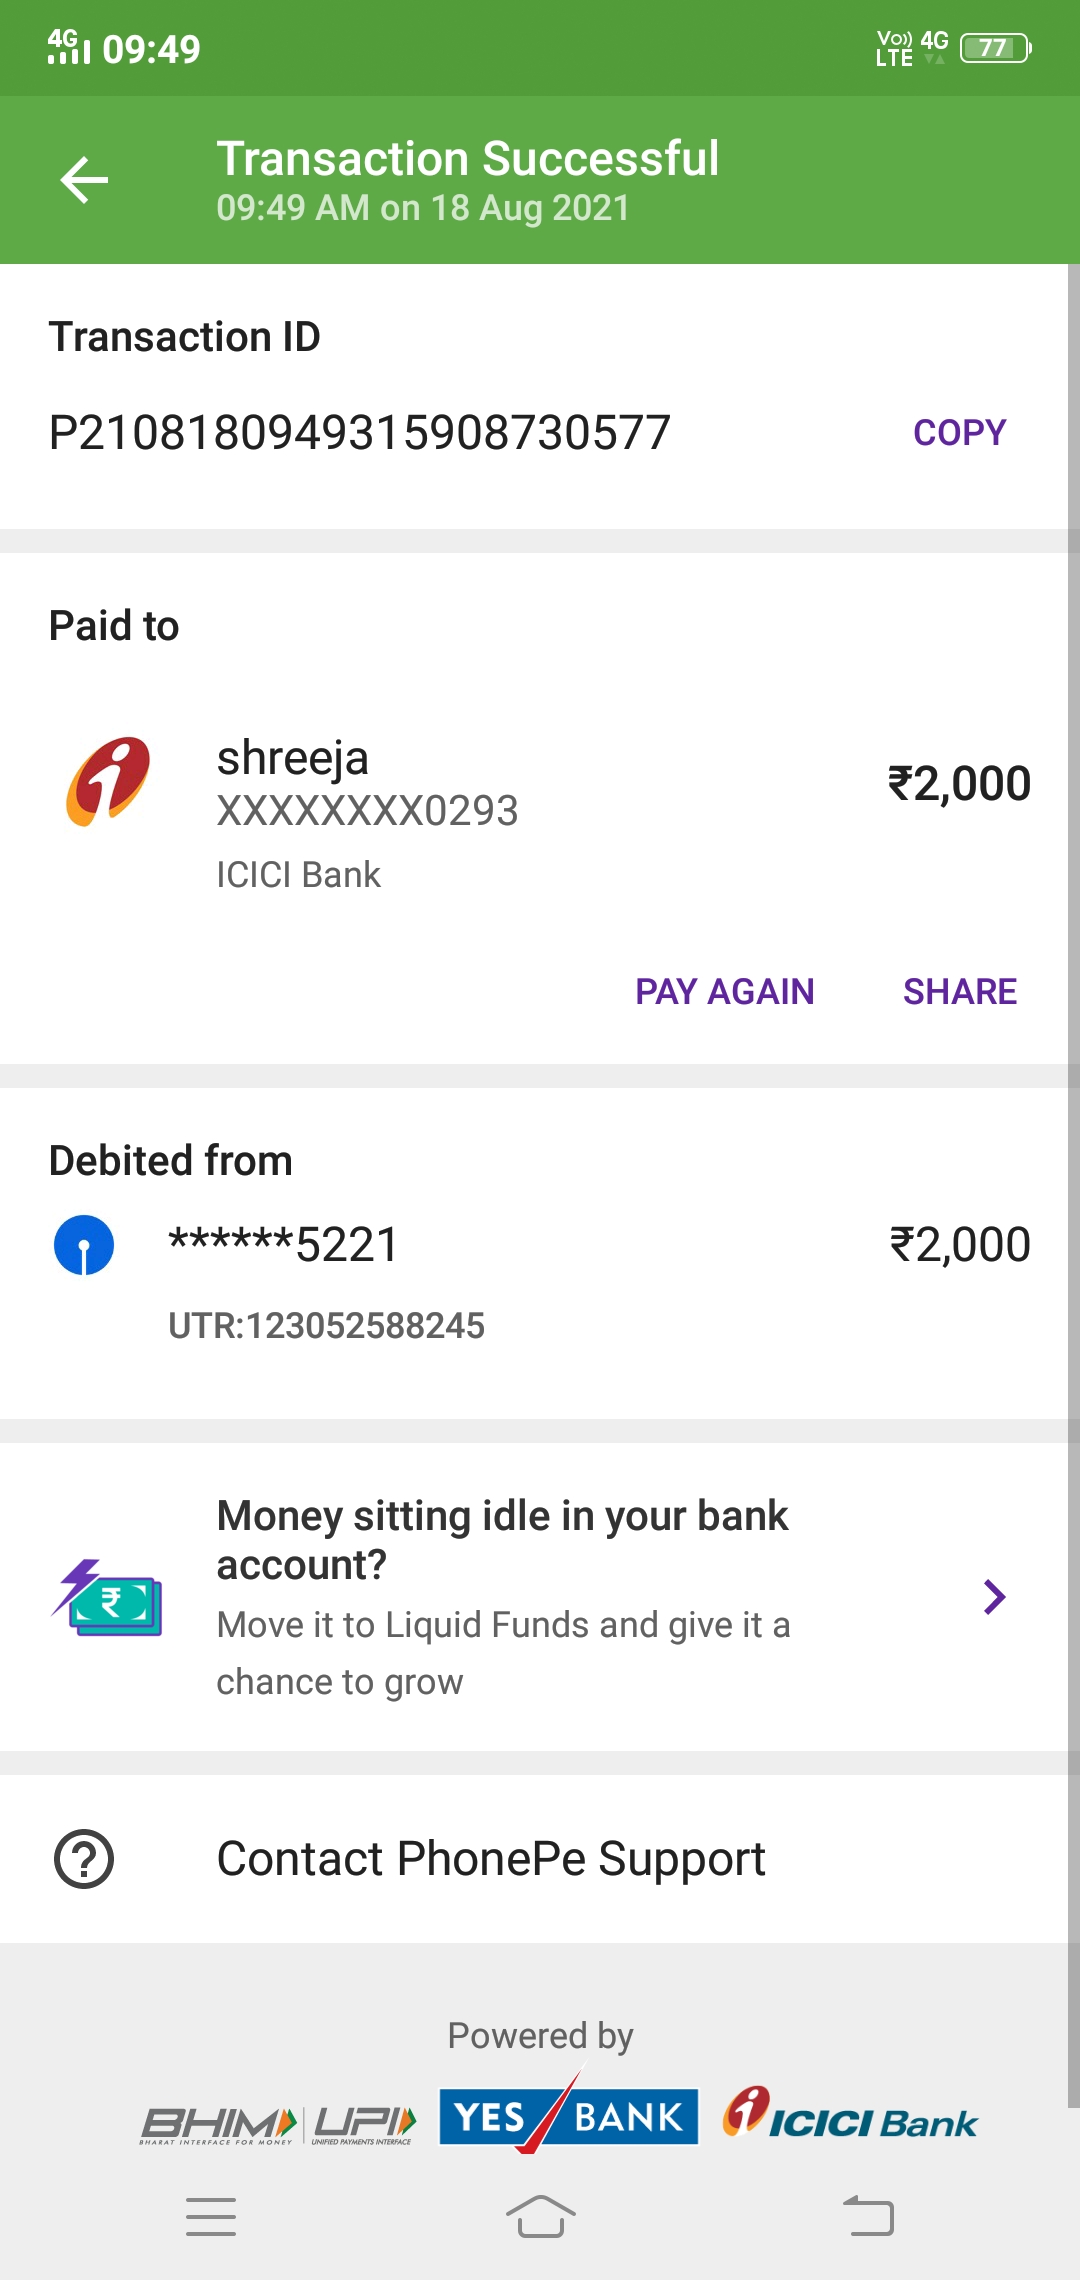 4G 09:49 Vo)) LTE 4G 77
Transaction Successful
09:49 AM on 18 Aug 2021
Transaction ID
P2108180949315908730577 COPY
Paid to
shreeja ₹2,000
XXXXXXXX0293
ICICI Bank
PAY AGAIN SHARE
Debited from
******5221 ₹2,000
UTR:123052588245
Money sitting idle in your bank
account?
₹
Move it to Liquid Funds and give it a
chance to grow
Contact PhonePe Support
Powered by
BHIM UPI YES BANK ICICI Bank
BHARAT INTERFACE FOR MONEY UNIFIED PAYMENTS INTERFACE